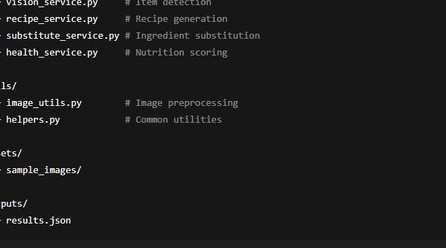 vision_service.py # Item detection
recipe_service.py # Recipe generation
substitute_service.py # Ingredient substitution
health_service.py # Nutrition scoring
ls/
image_utils.py # Image preprocessing
helpers.py # Common utilities
ets/
sample_images/
puts/
results.json